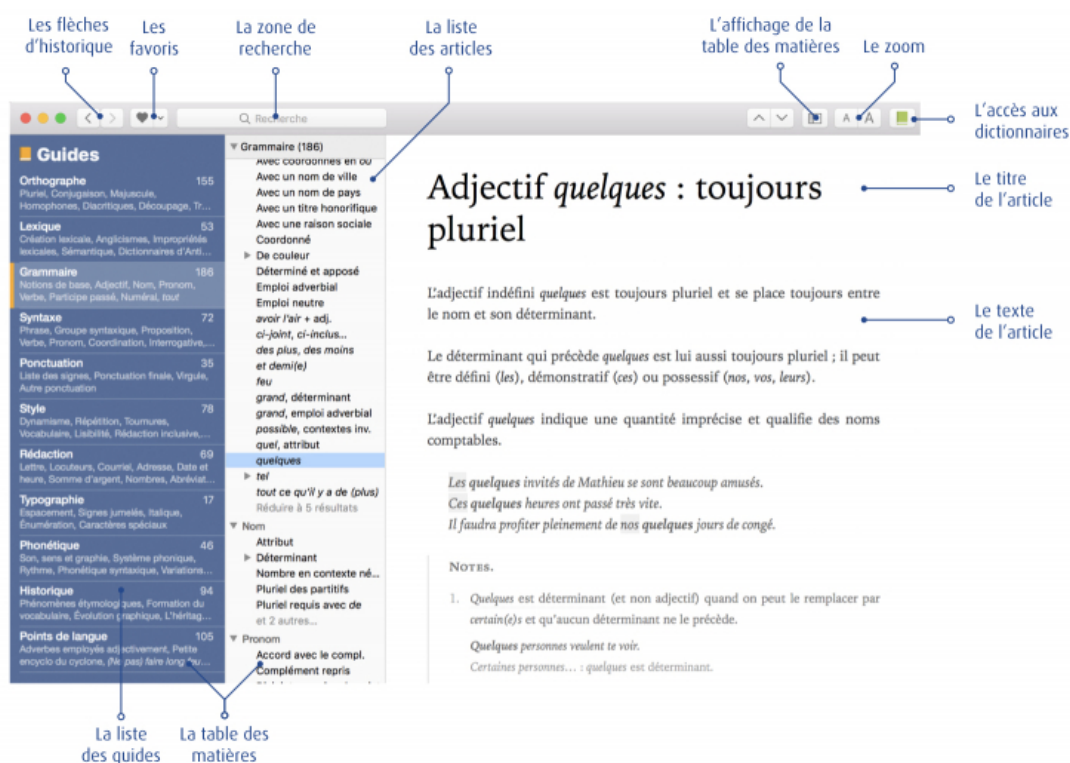 Les flèches
d'historique
Les
favoris
La zone de
recherche
La liste
des articles
L'affichage de la
table des matières
Le zoom
L'accès aux
dictionnaires
Recherche
A A
Guides
Orthographe 155
Pluriel, Conjugaison, Majuscule,
Homophones, Diacritiques, Découpage, Tr...
Lexique 53
Création lexicale, Anglicismes, Impropriétés
lexicales, Sémantique, Dictionnaires d'Anti...
Grammaire 186
Notions de base, Adjectif, Nom, Pronom,
Verbe, Participe passé, Numéral, tout
Syntaxe 72
Phrase, Groupe syntaxique, Proposition,
Verbe, Pronom, Coordination, Interrogative,...
Ponctuation 35
Liste des signes, Ponctuation finale, Virgule,
Autre ponctuation
Style 78
Dynamisme, Répétition, Tournures,
Vocabulaire, Lisibilité, Rédaction inclusive,...
Rédaction 69
Lettre, Locuteurs, Courriel, Adresse, Date et
heure, Somme d'argent, Nombres, Abréviat...
Typographie 17
Espacement, Signes jumelés, Italique,
Énumération, Caractères spéciaux
Phonétique 46
Son, sens et graphie, Système phonique,
Rythme, Phonétique syntaxique, Variations...
Historique 94
Phénomènes étymologiques, Formation du
vocabulaire, Évolution graphique, L'héritag...
Points de langue 105
Adverbes employés adjectivement, Petite
encyclo du cyclone, (Ne pas) faire long feu...
Grammaire (186)
Avec coordonnés en ou
Avec un nom de ville
Avec un nom de pays
Avec un titre honorifique
Avec une raison sociale
Coordonné
De couleur
Déterminé et apposé
Emploi adverbial
Emploi neutre
avoir l'air + adj.
ci-joint, ci-inclus...
des plus, des moins
et demi(e)
feu
grand, déterminant
grand, emploi adverbial
possible, contextes inv.
quel, attribut
quelques
tel
tout ce qu'il y a de (plus)
Réduire à 5 résultats
Nom
Attribut
Déterminant
Nombre en contexte né...
Pluriel des partitifs
Pluriel requis avec de
et 2 autres...
Pronom
Accord avec le compl.
Complément repris
Adjectif quelques : toujours
pluriel
L'adjectif indéfini quelques est toujours pluriel et se place toujours entre
le nom et son déterminant.
Le déterminant qui précède quelques est lui aussi toujours pluriel ; il peut
être défini (les), démonstratif (ces) ou possessif (nos, vos, leurs).
L'adjectif quelques indique une quantité imprécise et qualifie des noms
comptables.
Les quelques invités de Mathieu se sont beaucoup amusés.
Ces quelques heures ont passé très vite.
Il faudra profiter pleinement de nos quelques jours de congé.
NOTES.
1. Quelques est déterminant (et non adjectif) quand on peut le remplacer par
certain(e)s et qu'aucun déterminant ne le précède.
Quelques personnes veulent te voir.
Certaines personnes... : quelques est déterminant.
Le titre
de l'article
Le texte
de l'article
La liste
des guides
La table des
matières